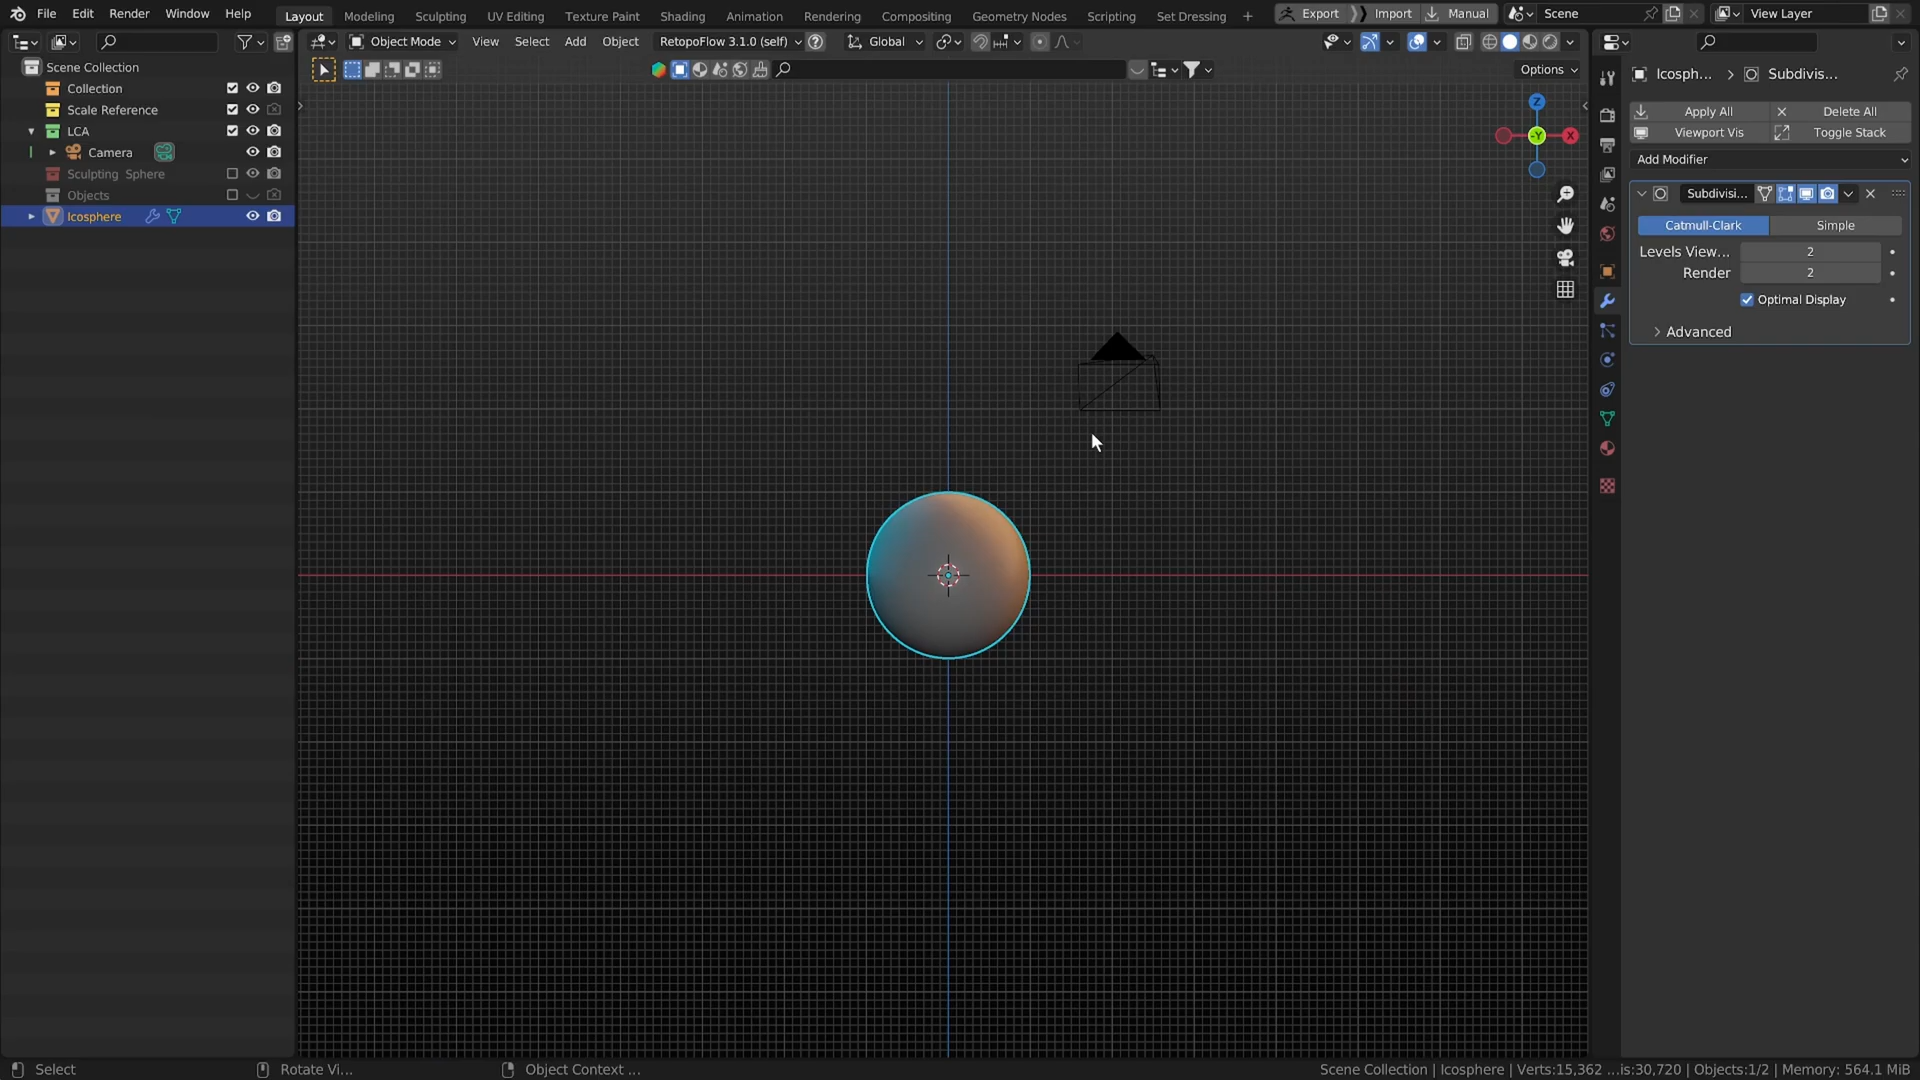 File Edit Render Window Help Layout Modeling Sculpting UV Editing Texture Paint Shading Animation Rendering Compositing Geometry Nodes Scripting Set Dressing + Export Import Manual Scene View Layer
Object Mode View Select Add Object RetopoFlow 3.1.0 (self) Global
Options
Scene Collection
Collection
Scale Reference
LCA
Camera
Sculpting Sphere
Objects
Icosphere
Z
-Y X
Icosph... > Subdivis...
Apply All Delete All
Viewport Vis Toggle Stack
Add Modifier
Subdivisi...
Catmull-Clark Simple
Levels View... 2
Render 2
Optimal Display
Advanced
Select Rotate Vi... Object Context ... Scene Collection | Icosphere | Verts:15,362 ...is:30,720 | Objects:1/2 | Memory: 564.1 MiB